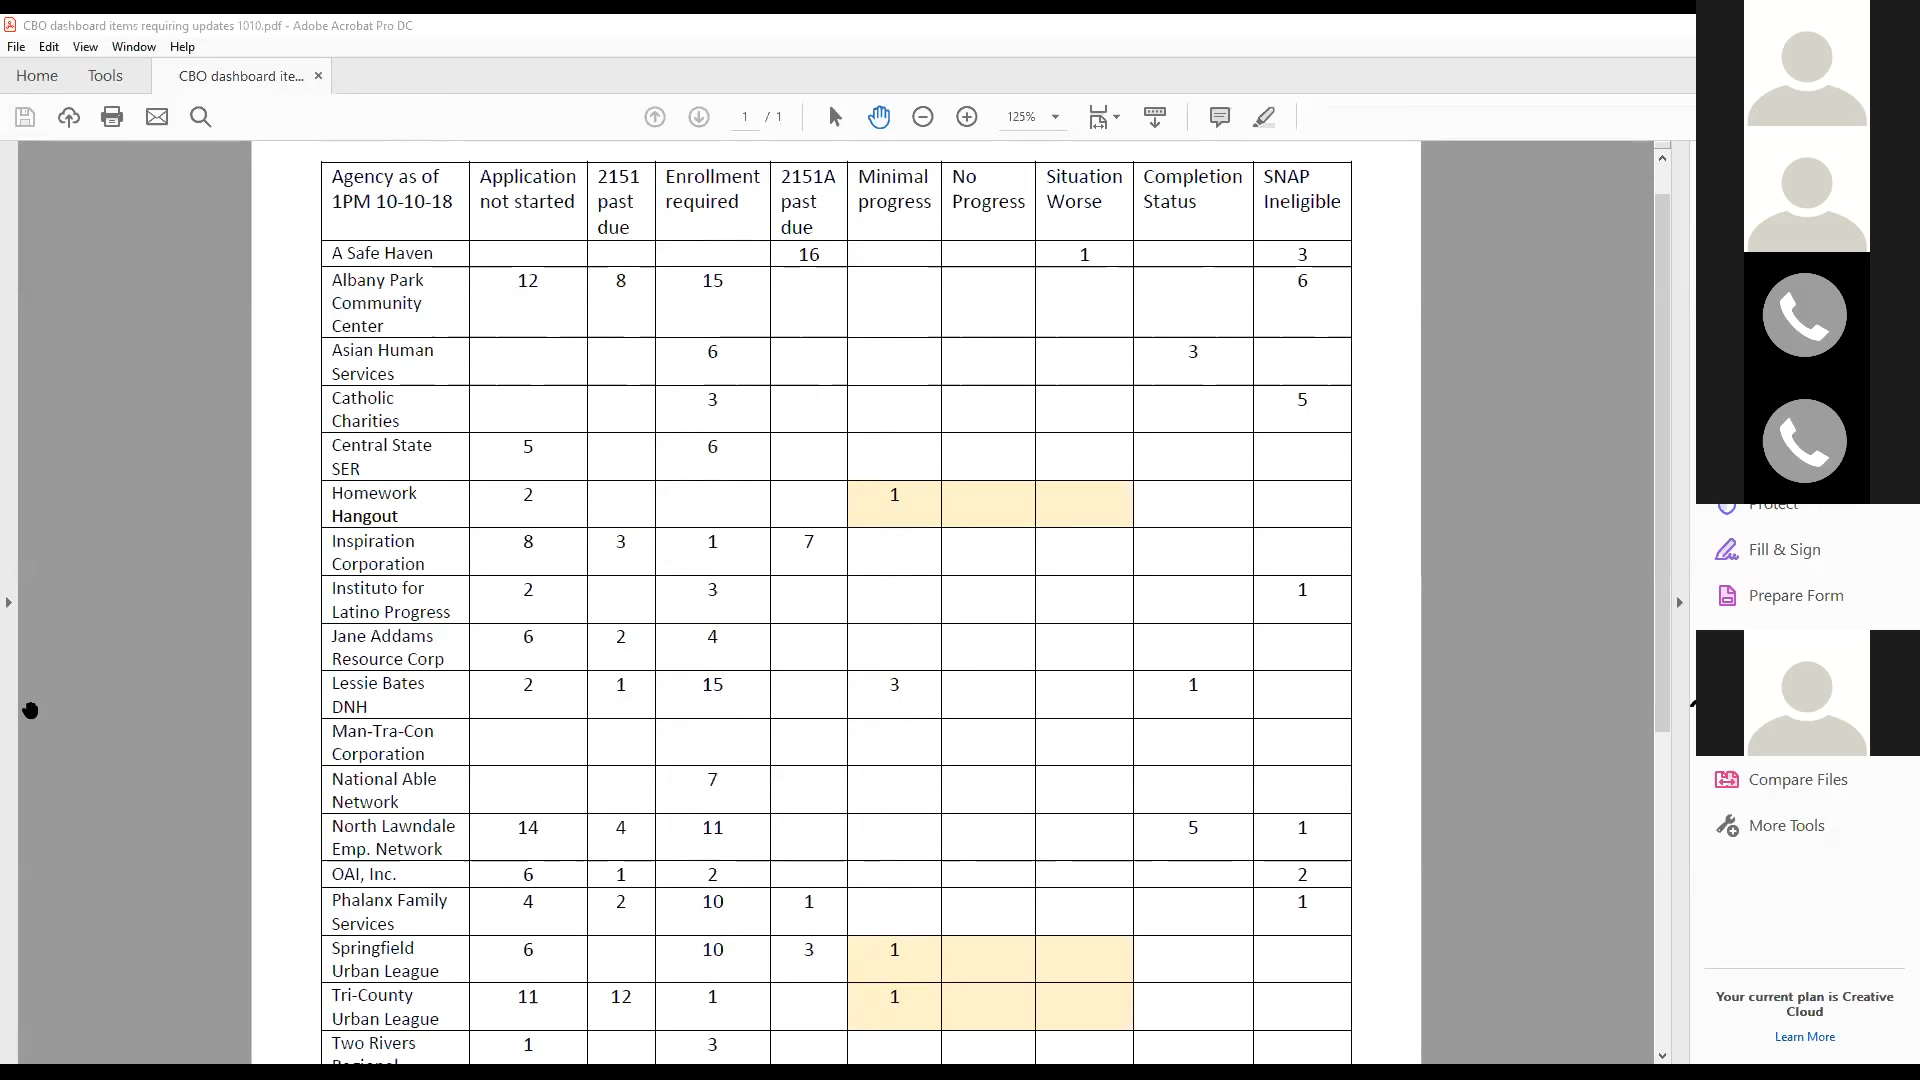 CBO dashboard items requiring updates 1010.pdf - Adobe Acrobat Pro DC
File Edit View Window Help
Home Tools CBO dashboard ite... ×
1 / 1 125%
Agency as of 1PM 10-10-18 | Application not started | 2151 past due | Enrollment required | 2151A past due | Minimal progress | No Progress | Situation Worse | Completion Status | SNAP Ineligible
A Safe Haven 16 1 3
Albany Park Community Center 12 8 15 6
Asian Human Services 6 3
Catholic Charities 3 5
Central State SER 5 6
Homework Hangout 2 1
Inspiration Corporation 8 3 1 7
Instituto for Latino Progress 2 3 1
Jane Addams Resource Corp 6 2 4
Lessie Bates DNH 2 1 15 3 1
Man-Tra-Con Corporation
National Able Network 7
North Lawndale Emp. Network 14 4 11 5 1
OAI, Inc. 6 1 2 2
Phalanx Family Services 4 2 10 1 1
Springfield Urban League 6 10 3 1
Tri-County Urban League 11 12 1 1
Two Rivers Regional 1 3
Protect
Fill & Sign
Prepare Form
Compare Files
More Tools
Your current plan is Creative Cloud
Learn More